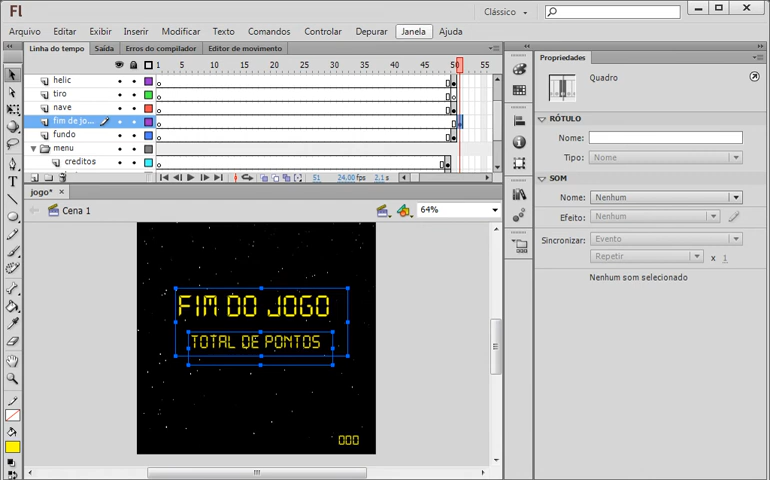 Fl
Clássico
Arquivo Editar Exibir Inserir Modificar Texto Comandos Controlar Depurar Janela Ajuda
Linha do tempo Saída Erros do compilador Editor de movimento
1 5 10 15 20 25 30 35 40 45 50 55
helic
tiro
nave
fim de jo...
fundo
menu
creditos
51 24,00 fps 2,1 s
jogo*
Cena 1
64%
FIM DO JOGO
TOTAL DE PONTOS
000
Propriedades
Quadro
RÓTULO
Nome:
Tipo: Nome
SOM
Nome: Nenhum
Efeito: Nenhum
Sincronizar: Evento
Repetir x 1
Nenhum som selecionado